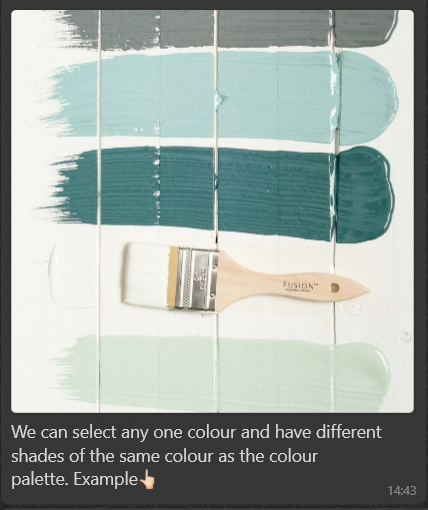 FUSION™
We can select any one colour and have different
shades of the same colour as the colour
palette. Example👆🏻
14:43